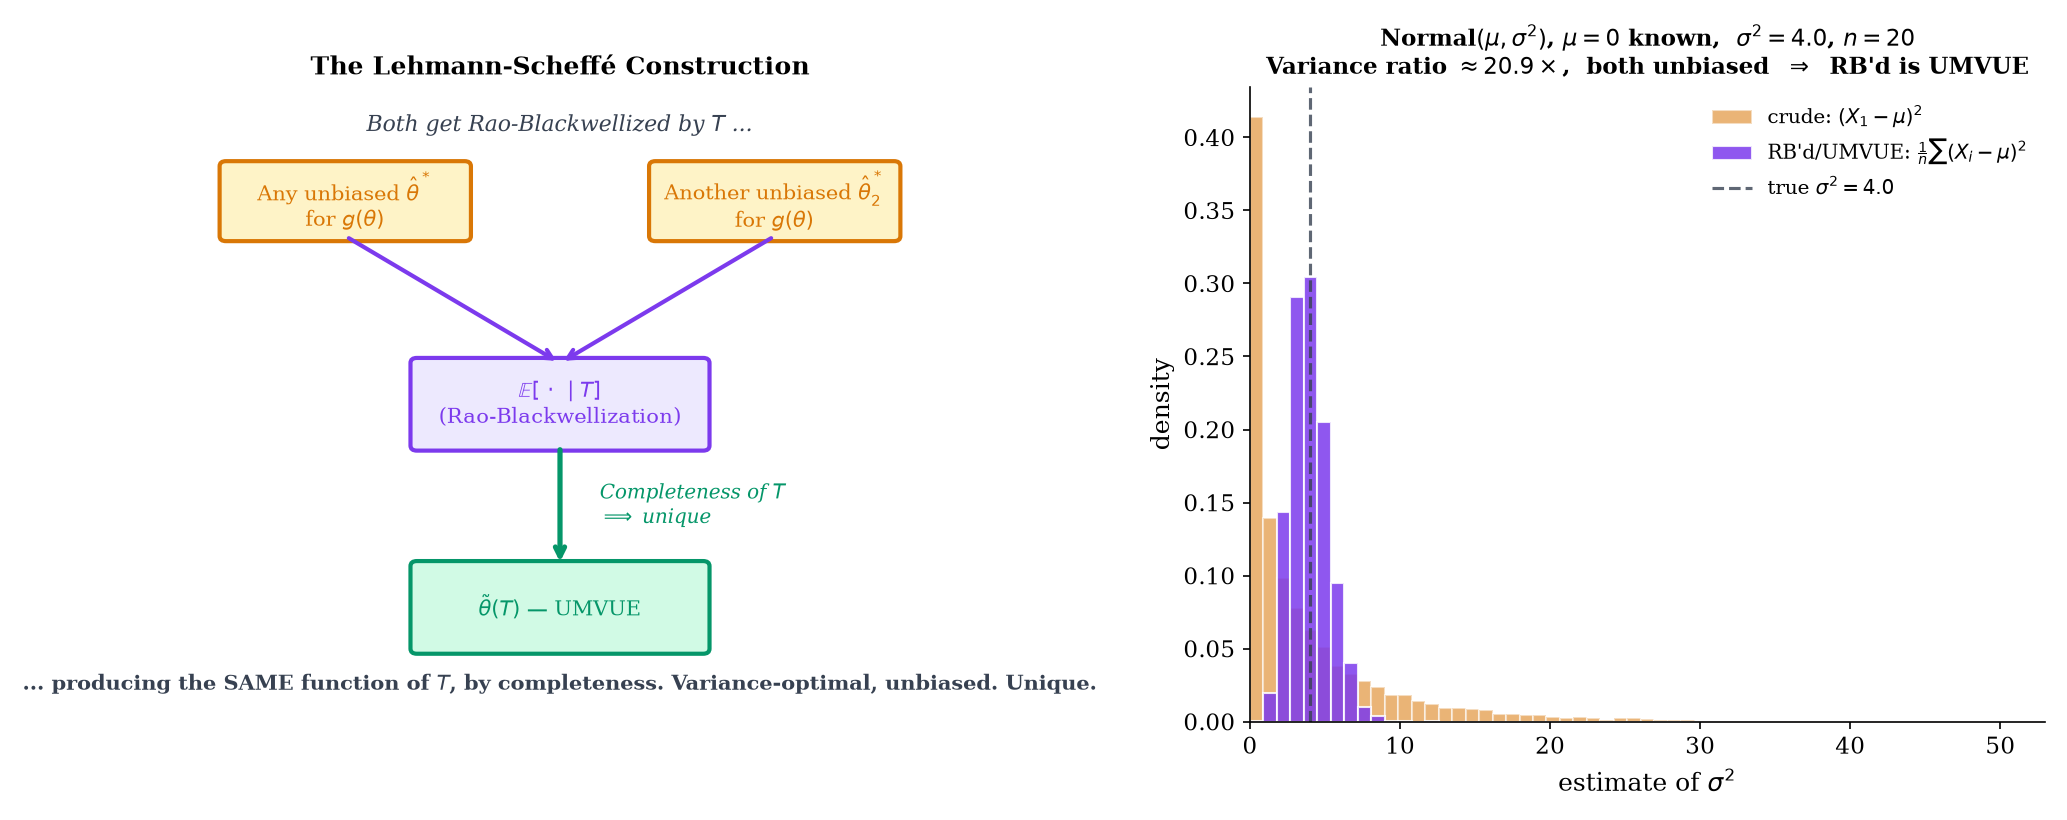 The Lehmann-Scheffé Construction
Both get Rao-Blackwellized by T ...
Any unbiased θ̂*
for g(θ)
Another unbiased θ̂₂*
for g(θ)
𝔼[ · | T]
(Rao-Blackwellization)
Completeness of T
⟹ unique
θ̃(T) — UMVUE
... producing the SAME function of T, by completeness. Variance-optimal, unbiased. Unique.
Normal(μ, σ²), μ = 0 known, σ² = 4.0, n = 20
Variance ratio ≈ 20.9 ×, both unbiased ⇒ RB'd is UMVUE
crude: (X₁ − μ)²
RB'd/UMVUE: 1/n ∑(Xᵢ − μ)²
true σ² = 4.0
density
0.40
0.35
0.30
0.25
0.20
0.15
0.10
0.05
0.00
0 10 20 30 40 50
estimate of σ²